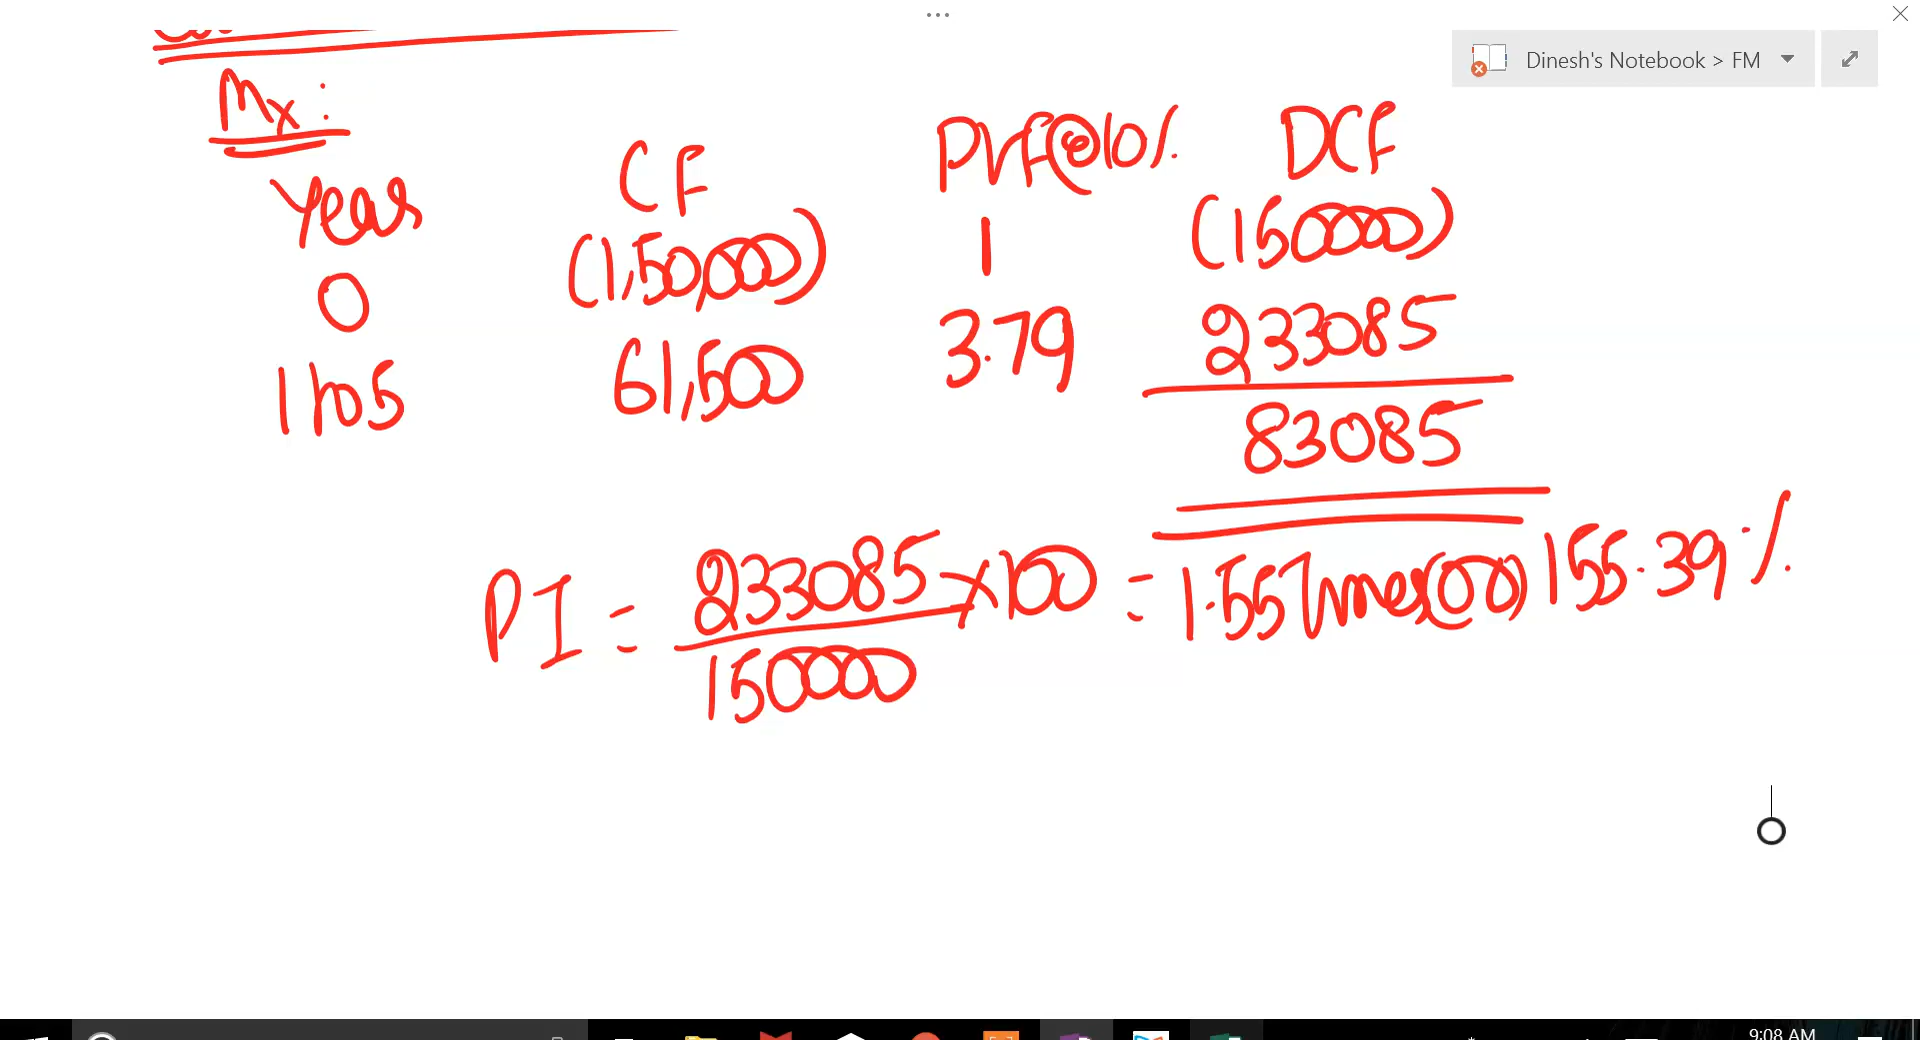 Dinesh's Notebook > FM
Mx:
Year CF PVF@10% DCF
0 (1,50,000) 1 (150000)
1 to 5 61,500 3.79 233085
83085
PI = 233085 × 100 = 1.55 Times (or) 155.39%
150000
9:08 AM